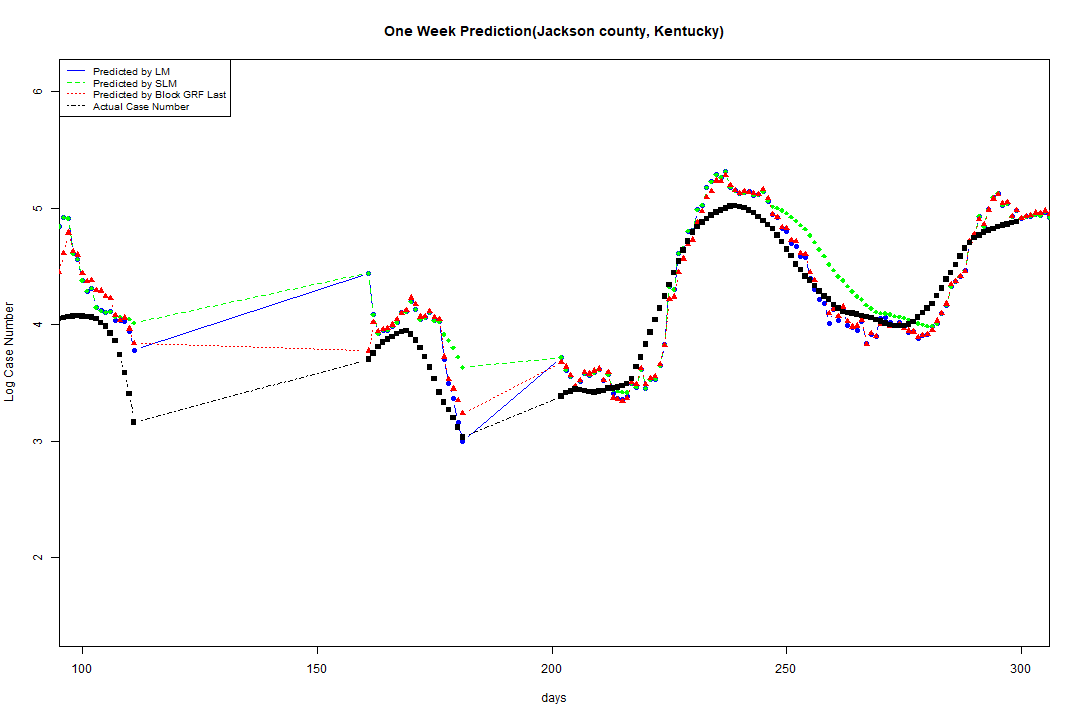 One Week Prediction(Jackson county, Kentucky)
Predicted by LM
Predicted by SLM
Predicted by Block GRF Last
Actual Case Number
6
5
4
3
2
Log Case Number
100 150 200 250 300
days